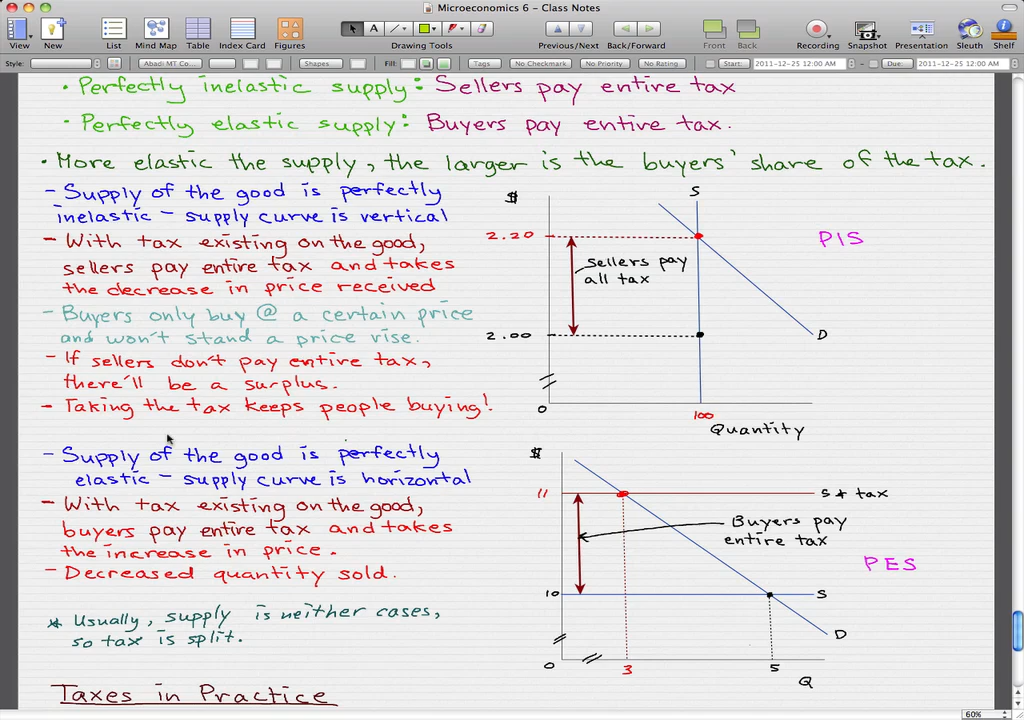 Microeconomics 6 – Class Notes
View New List Mind Map Table Index Card Figures Drawing Tools Previous/Next Back/Forward Front Back Recording Snapshot Presentation Sleuth Shelf
Style: Abadi MT Co... Shapes Fill: Tags No Checkmark No Priority No Rating Start: 2011-12-25 12:00 AM Due: 2011-12-25 12:00 AM
• Perfectly inelastic supply: Sellers pay entire tax
• Perfectly elastic supply: Buyers pay entire tax.
• More elastic the supply, the larger is the buyers' share of the tax.
- Supply of the good is perfectly
inelastic - supply curve is vertical
- With tax existing on the good,
sellers pay entire tax and takes
the decrease in price received
- Buyers only buy @ a certain price
and won't stand a price rise.
- If sellers don't pay entire tax,
there'll be a surplus.
- Taking the tax keeps people buying!
$
S
2.20
PIS
sellers pay
all tax
2.00
D
0
100
Quantity
- Supply of the good is perfectly
elastic - supply curve is horizontal
- With tax existing on the good,
buyers pay entire tax and takes
the increase in price.
- Decreased quantity sold.
* Usually, supply is neither cases,
so tax is split.
$
11
S + tax
Buyers pay
entire tax
PES
10
S
D
0
3
5
Q
Taxes in Practice
60%